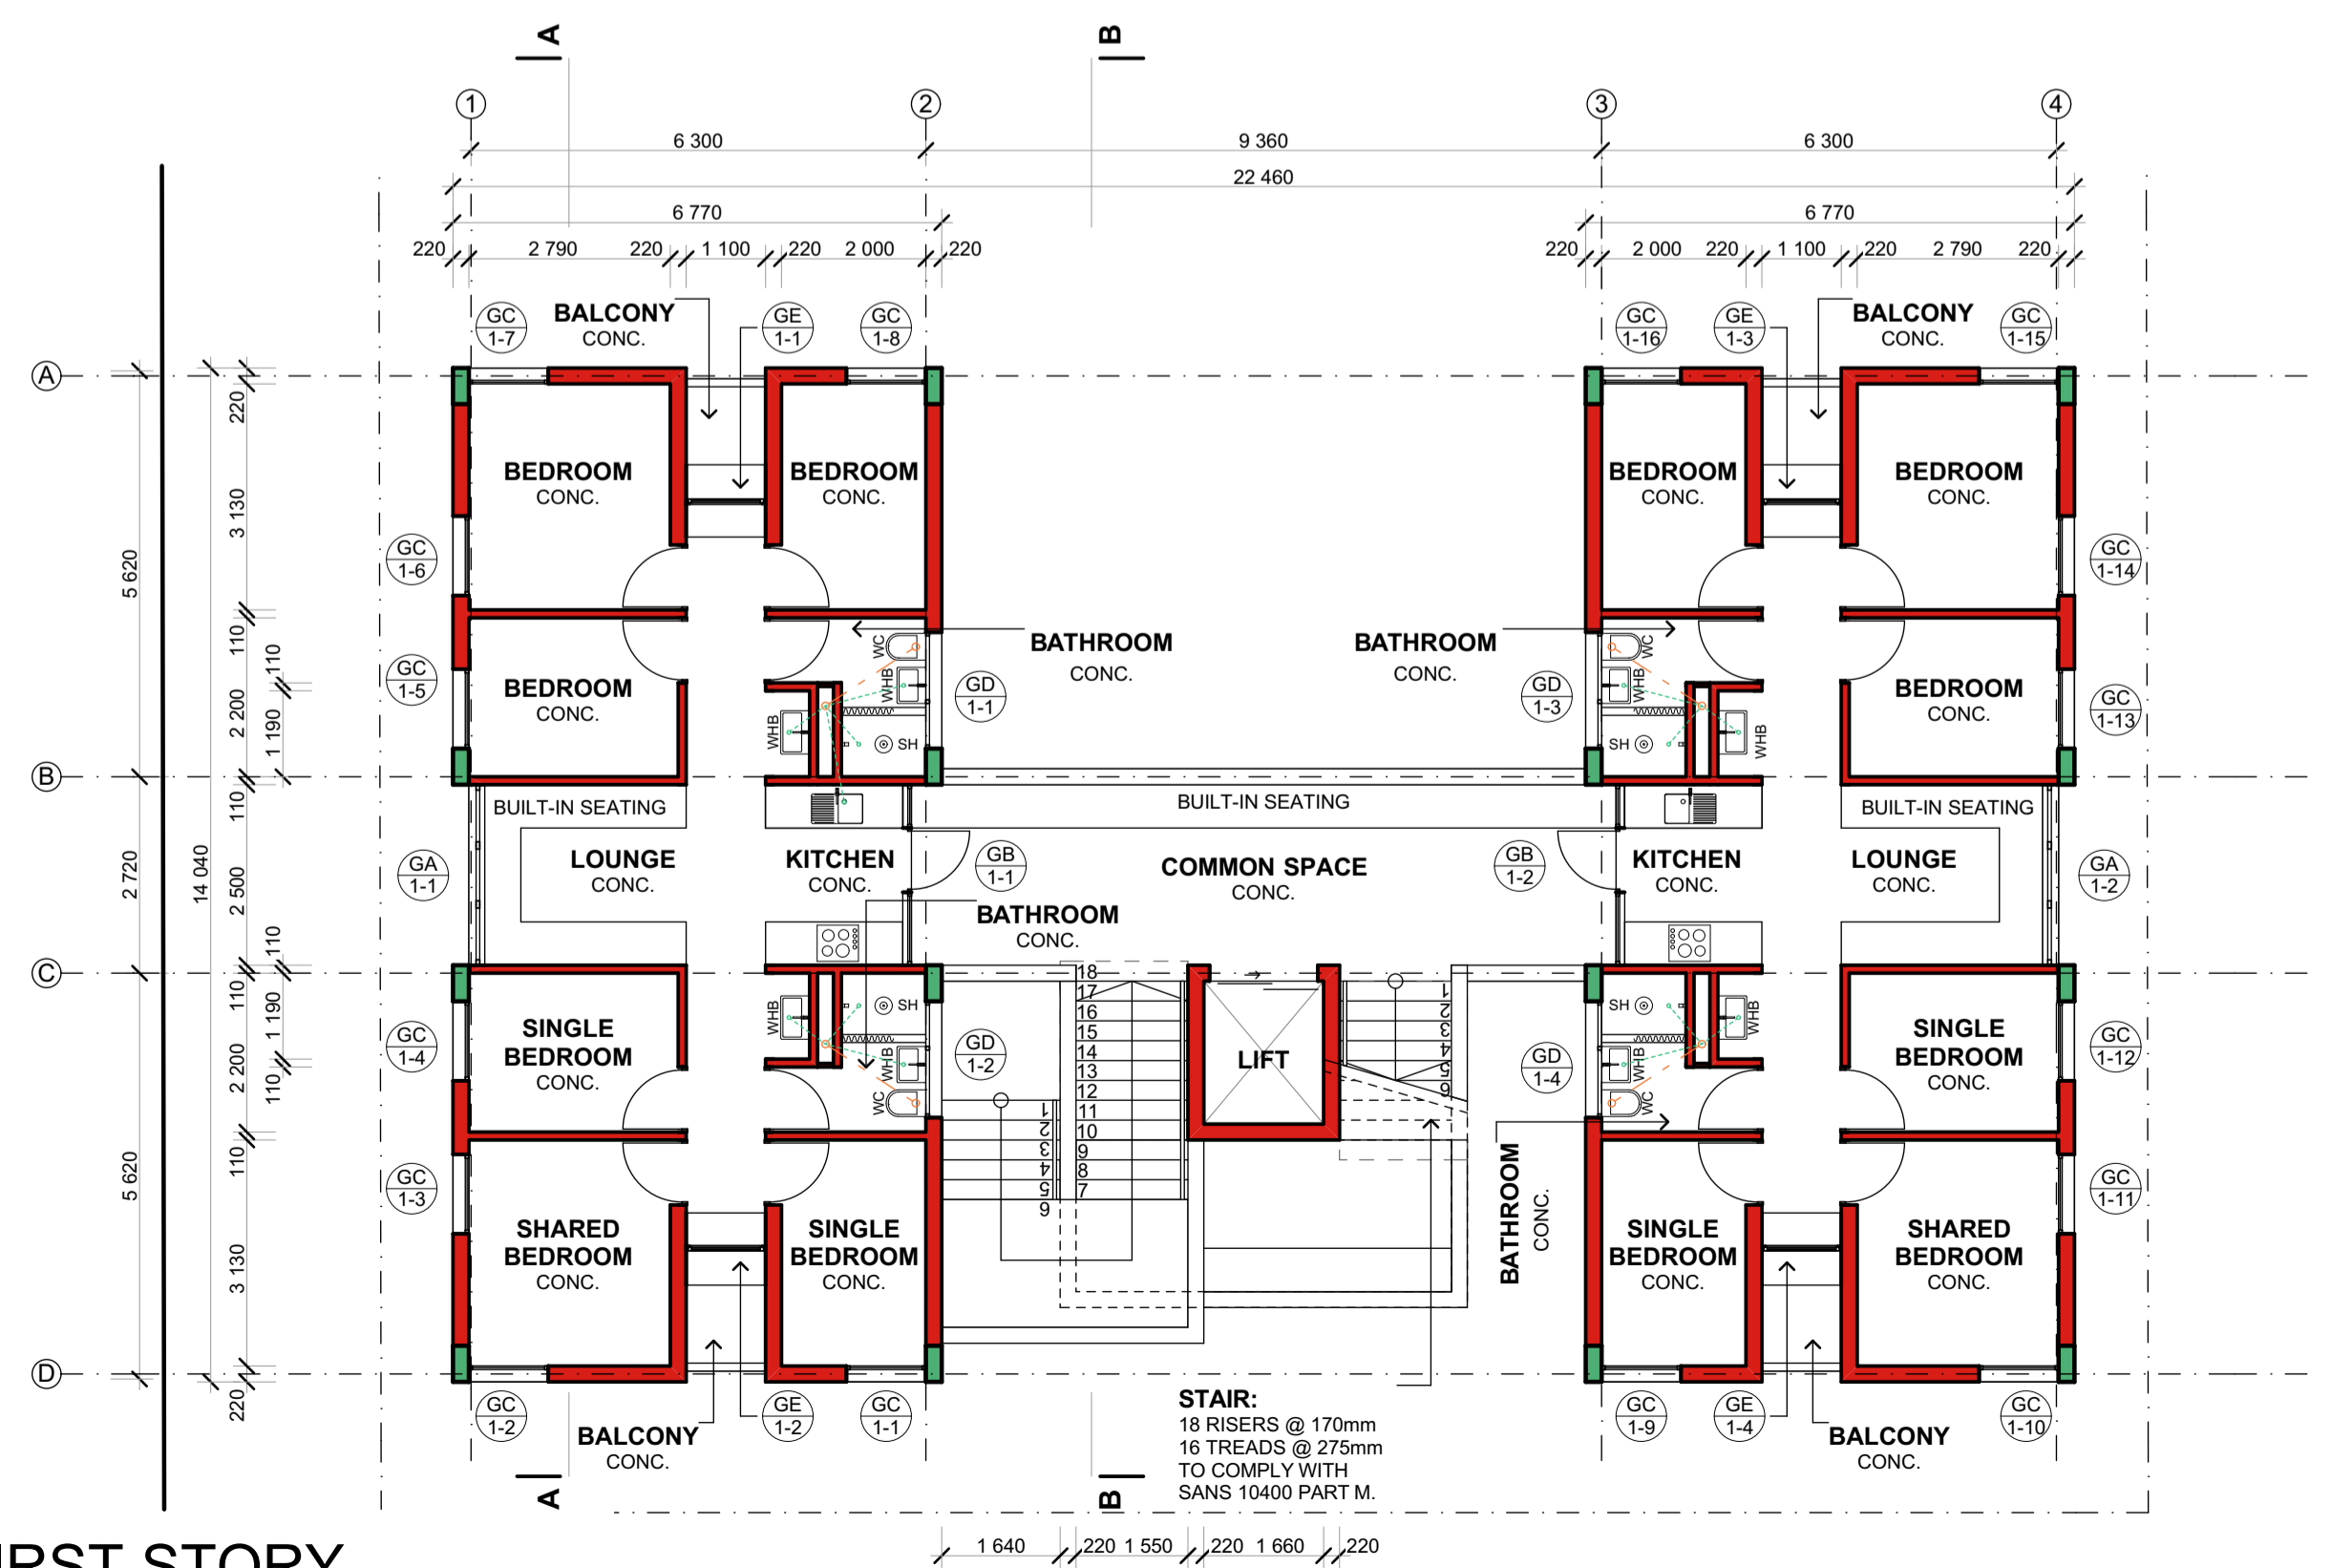 A B
1 2 3 4
6 300 9 360 6 300
22 460
6 770 6 770
220 2 790 220 1 100 220 2 000 220 220 2 000 220 1 100 220 2 790 220
GC 1-7
BALCONY
CONC.
GE 1-1
GC 1-8
GC 1-16
GE 1-3
BALCONY
CONC.
GC 1-15
A
220
BEDROOM
CONC.
BEDROOM
CONC.
BEDROOM
CONC.
BEDROOM
CONC.
3 130
5 620
GC 1-6
GC 1-14
110
110
2 200
1 190
GC 1-5
BEDROOM
CONC.
WC
WHB
WHB
SH
GD 1-1
BATHROOM
CONC.
BATHROOM
CONC.
GD 1-3
WC
WHB
SH
WHB
BEDROOM
CONC.
GC 1-13
B
110
BUILT-IN SEATING
BUILT-IN SEATING
BUILT-IN SEATING
2 720
14 040
2 500
GA 1-1
LOUNGE
CONC.
KITCHEN
CONC.
GB 1-1
COMMON SPACE
CONC.
GB 1-2
KITCHEN
CONC.
LOUNGE
CONC.
GA 1-2
BATHROOM
CONC.
110
C
110
1 190
2 200
110
GC 1-4
SINGLE
BEDROOM
CONC.
WHB
SH
WHB
WC
GD 1-2
18
17
16
15
14
13
12
11
10
9
8
7
1
2
3
4
5
6
LIFT
1
2
3
4
5
6
GD 1-4
SH
WHB
WHB
WC
SINGLE
BEDROOM
CONC.
GC 1-12
110
5 620
GC 1-3
3 130
SHARED
BEDROOM
CONC.
SINGLE
BEDROOM
CONC.
BATHROOM
CONC.
SINGLE
BEDROOM
CONC.
SHARED
BEDROOM
CONC.
GC 1-11
D
220
GC 1-2
BALCONY
CONC.
GE 1-2
GC 1-1
STAIR:
18 RISERS @ 170mm
16 TREADS @ 275mm
TO COMPLY WITH
SANS 10400 PART M.
GC 1-9
GE 1-4
BALCONY
CONC.
GC 1-10
A B
1 640 220 1 550 220 1 660 220
IRST STORY